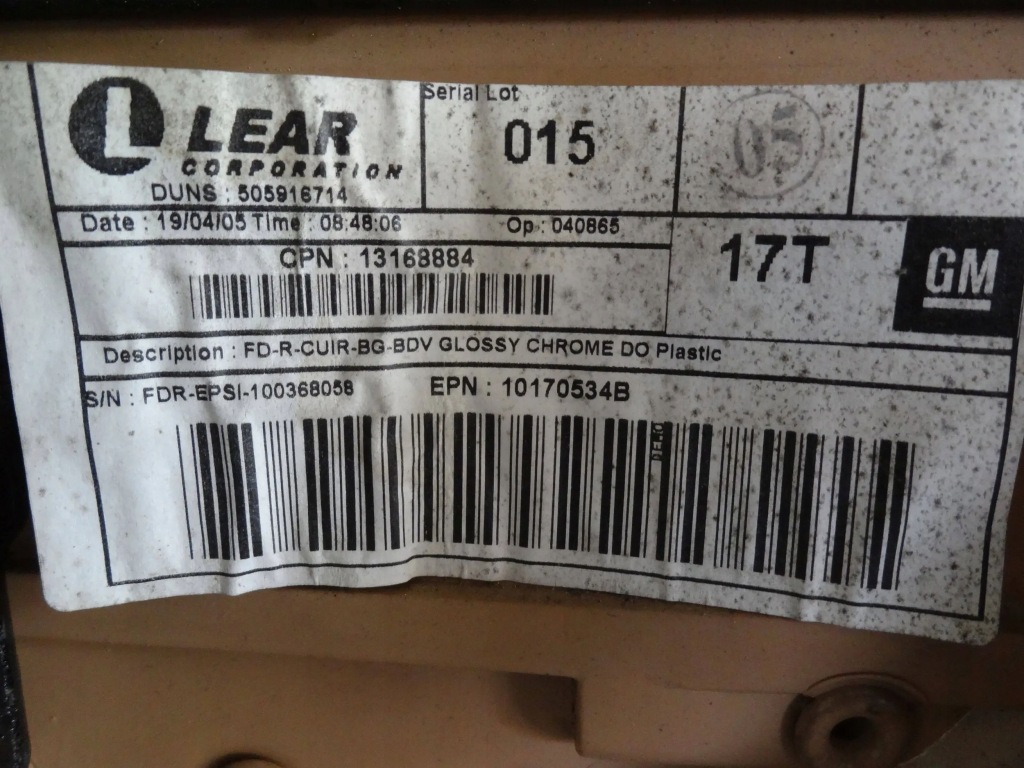 L LEAR
CORPORATION
DUNS : 505916714
Serial Lot
015
05
Date : 19/04/05 Time : 08:48:06 Op : 040865
CPN : 13168884
17T
GM
Description : FD-R-CUIR-BG-BDV GLOSSY CHROME DO Plastic
S/N : FDR-EPSI-100368058 EPN : 10170534B